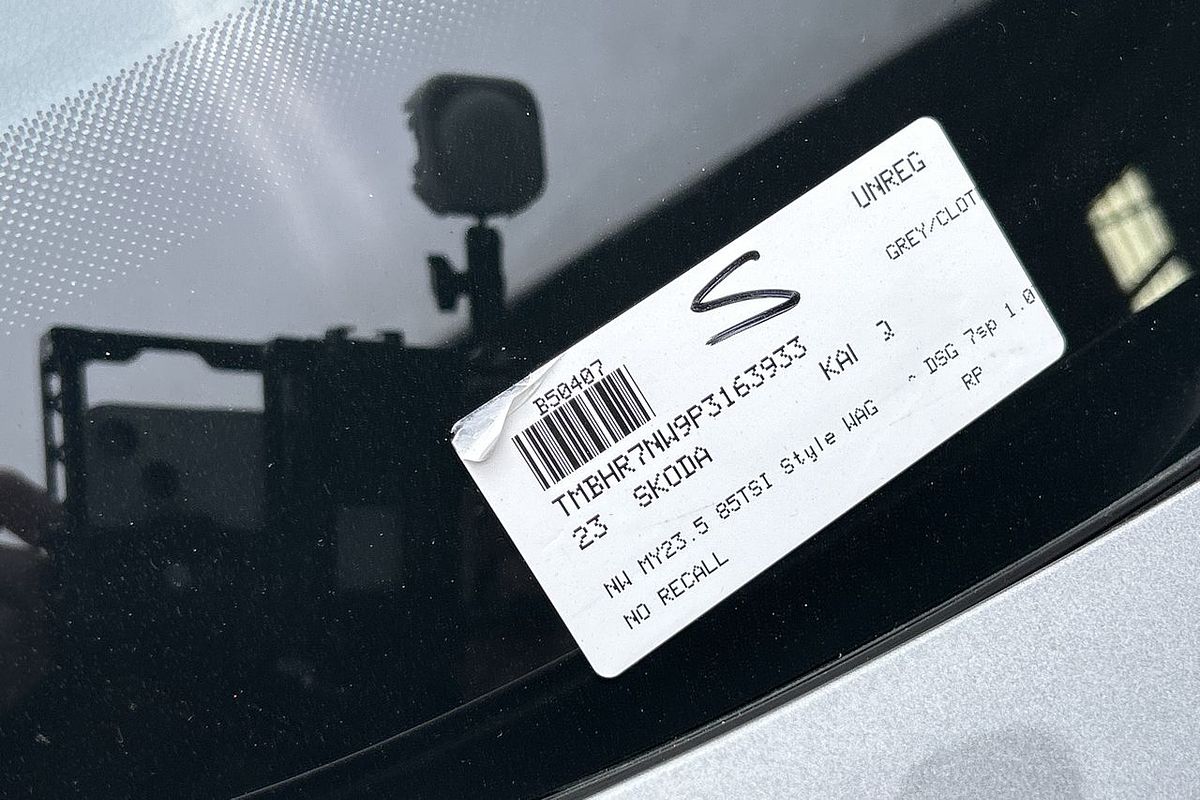 UNREG
B50407
S
GREY/CLOT
TMBHR7NW9P3163933
23 SKODA KAI 2
NW MY23.5 85TSI Style WAG ~ DSG 7sp 1.0
NO RECALL RP